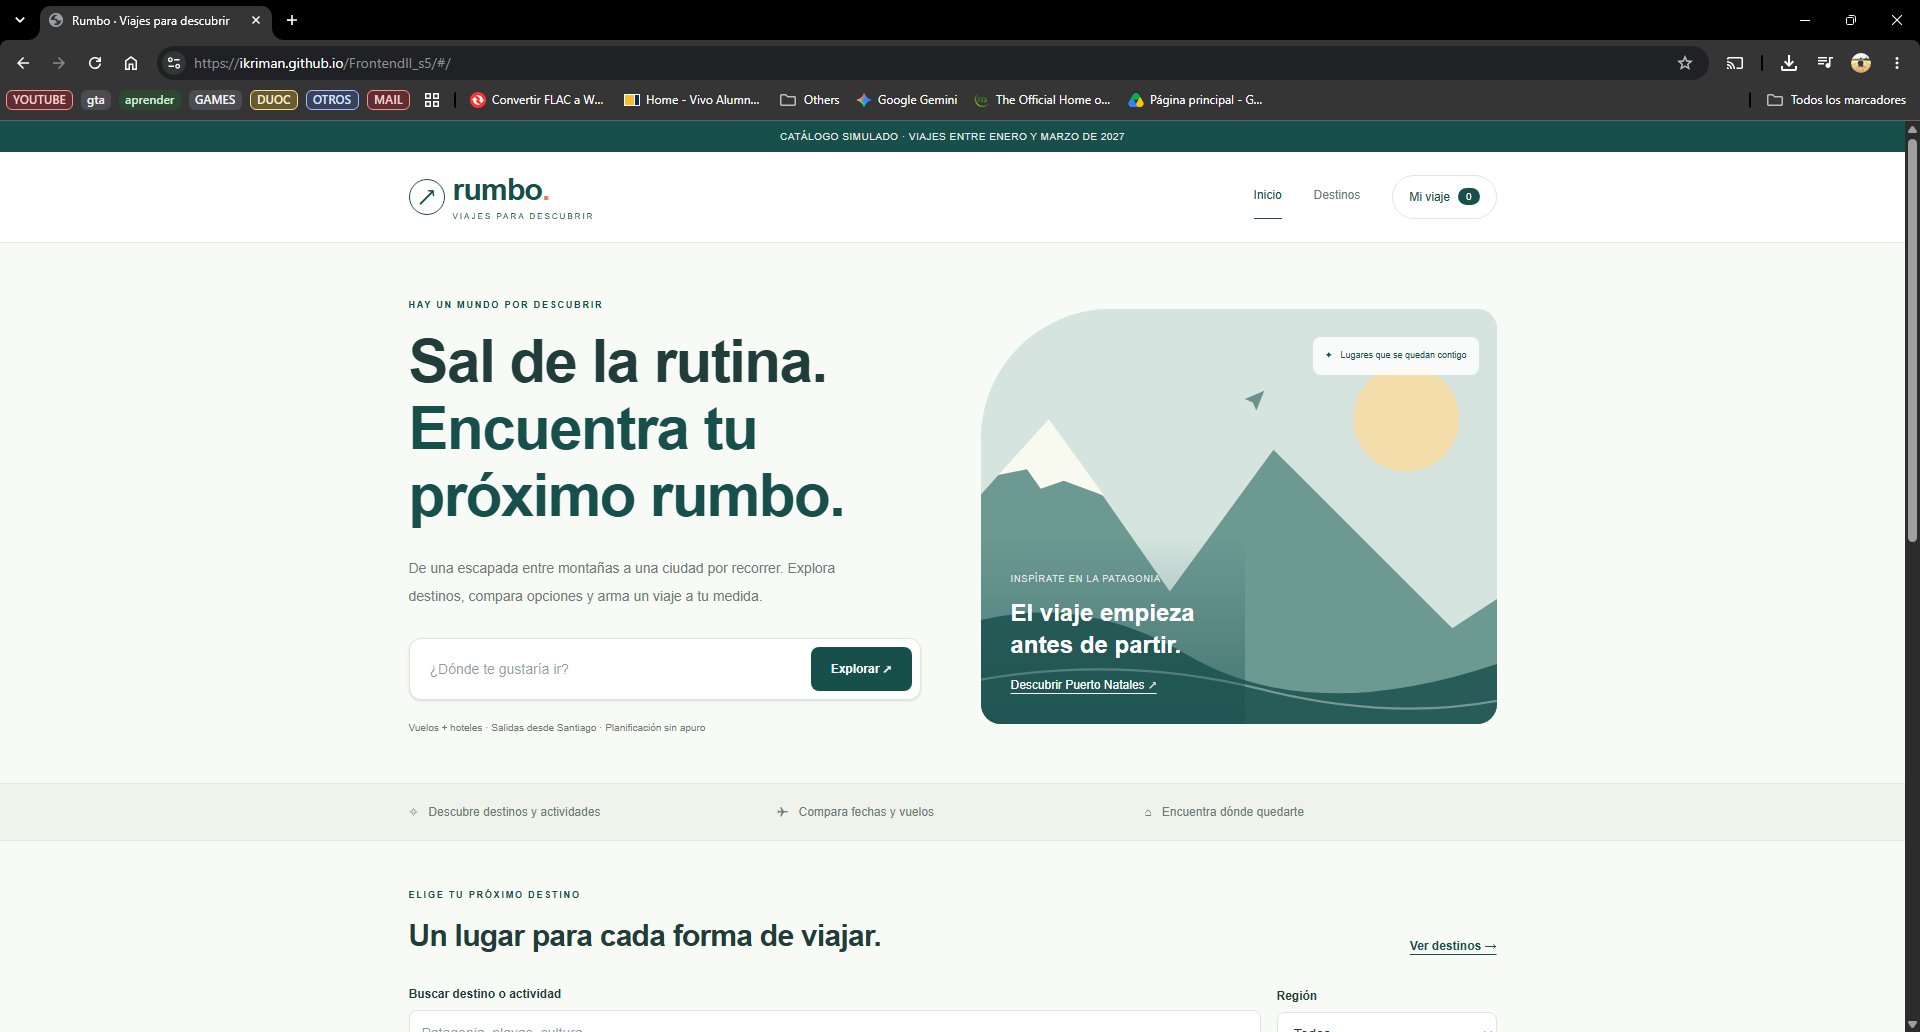 Rumbo · Viajes para descubrir
https://ikriman.github.io/FrontendII_s5/#/
YOUTUBE
gta
aprender
GAMES
DUOC
OTROS
MAIL
Convertir FLAC a W...
Home - Vivo Alumn...
Others
Google Gemini
The Official Home o...
Página principal - G...
Todos los marcadores
CATÁLOGO SIMULADO · VIAJES ENTRE ENERO Y MARZO DE 2027
rumbo.
VIAJES PARA DESCUBRIR
Inicio
Destinos
Mi viaje 0
HAY UN MUNDO POR DESCUBRIR
Sal de la rutina.
Encuentra tu
próximo rumbo.
De una escapada entre montañas a una ciudad por recorrer. Explora
destinos, compara opciones y arma un viaje a tu medida.
¿Dónde te gustaría ir?
Explorar ↗
Vuelos + hoteles · Salidas desde Santiago · Planificación sin apuro
✦ Lugares que se quedan contigo
INSPÍRATE EN LA PATAGONIA
El viaje empieza
antes de partir.
Descubrir Puerto Natales ↗
Descubre destinos y actividades
Compara fechas y vuelos
Encuentra dónde quedarte
ELIGE TU PRÓXIMO DESTINO
Un lugar para cada forma de viajar.
Ver destinos →
Buscar destino o actividad
Región
Patagonia, playas, cultura
Todas